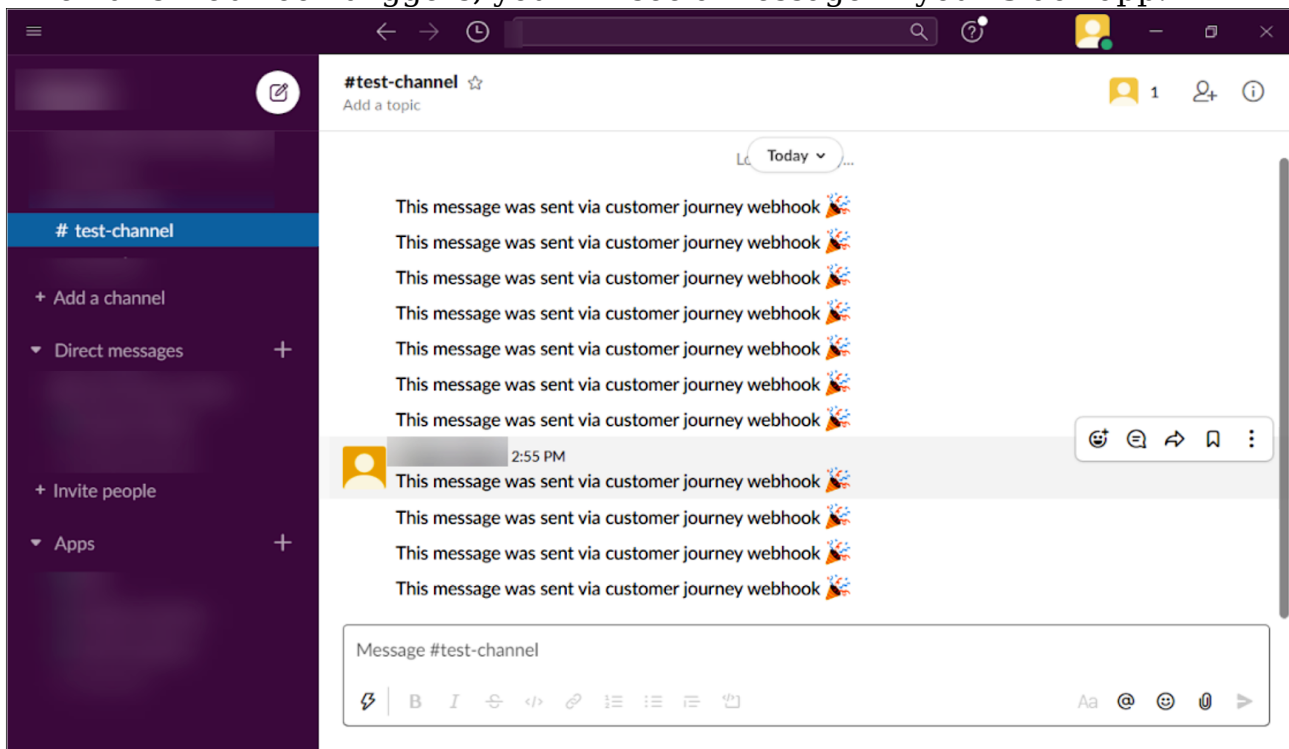 #test-channel
Add a topic
1
# test-channel
+ Add a channel
Direct messages
+ Invite people
Apps
Today
This message was sent via customer journey webhook 🎉
This message was sent via customer journey webhook 🎉
This message was sent via customer journey webhook 🎉
This message was sent via customer journey webhook 🎉
This message was sent via customer journey webhook 🎉
This message was sent via customer journey webhook 🎉
This message was sent via customer journey webhook 🎉
2:55 PM
This message was sent via customer journey webhook 🎉
This message was sent via customer journey webhook 🎉
This message was sent via customer journey webhook 🎉
This message was sent via customer journey webhook 🎉
Message #test-channel
B I Aa @